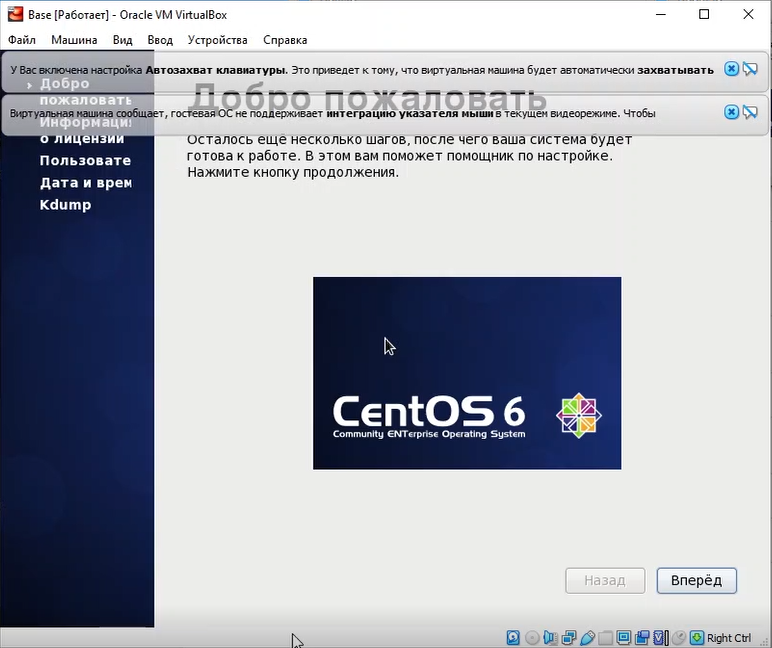 Base [Работает] - Oracle VM VirtualBox
Файл Машина Вид Ввод Устройства Справка
У Вас включена настройка Автозахват клавиатуры. Это приведет к тому, что виртуальная машина будет автоматически захватывать
Виртуальная машина сообщает, гостевая ОС не поддерживает интеграцию указателя мыши в текущем видеорежиме. Чтобы
Добро
пожаловать
Информаци
о лицензии
Пользовате
Дата и врем
Kdump
Добро пожаловать
Осталось еще несколько шагов, после чего ваша система будет
готова к работе. В этом вам поможет помощник по настройке.
Нажмите кнопку продолжения.
CentOS 6
Community ENTerprise Operating System
Назад Вперёд
Right Ctrl